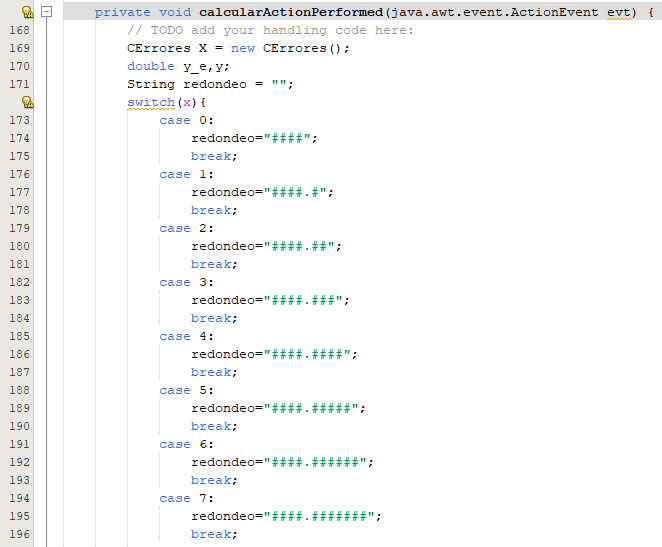 private void calcularActionPerformed(java.awt.event.ActionEvent evt) {
168 // TODO add your handling code here:
169 CErrores X = new CErrores();
170 double y_e,y;
171 String redondeo = "";
switch(x){
173 case 0:
174 redondeo="####";
175 break;
176 case 1:
177 redondeo="####.#";
178 break;
179 case 2:
180 redondeo="####.##";
181 break;
182 case 3:
183 redondeo="####.###";
184 break;
185 case 4:
186 redondeo="####.####";
187 break;
188 case 5:
189 redondeo="####.#####";
190 break;
191 case 6:
192 redondeo="####.######";
193 break;
194 case 7:
195 redondeo="####.#######";
196 break;